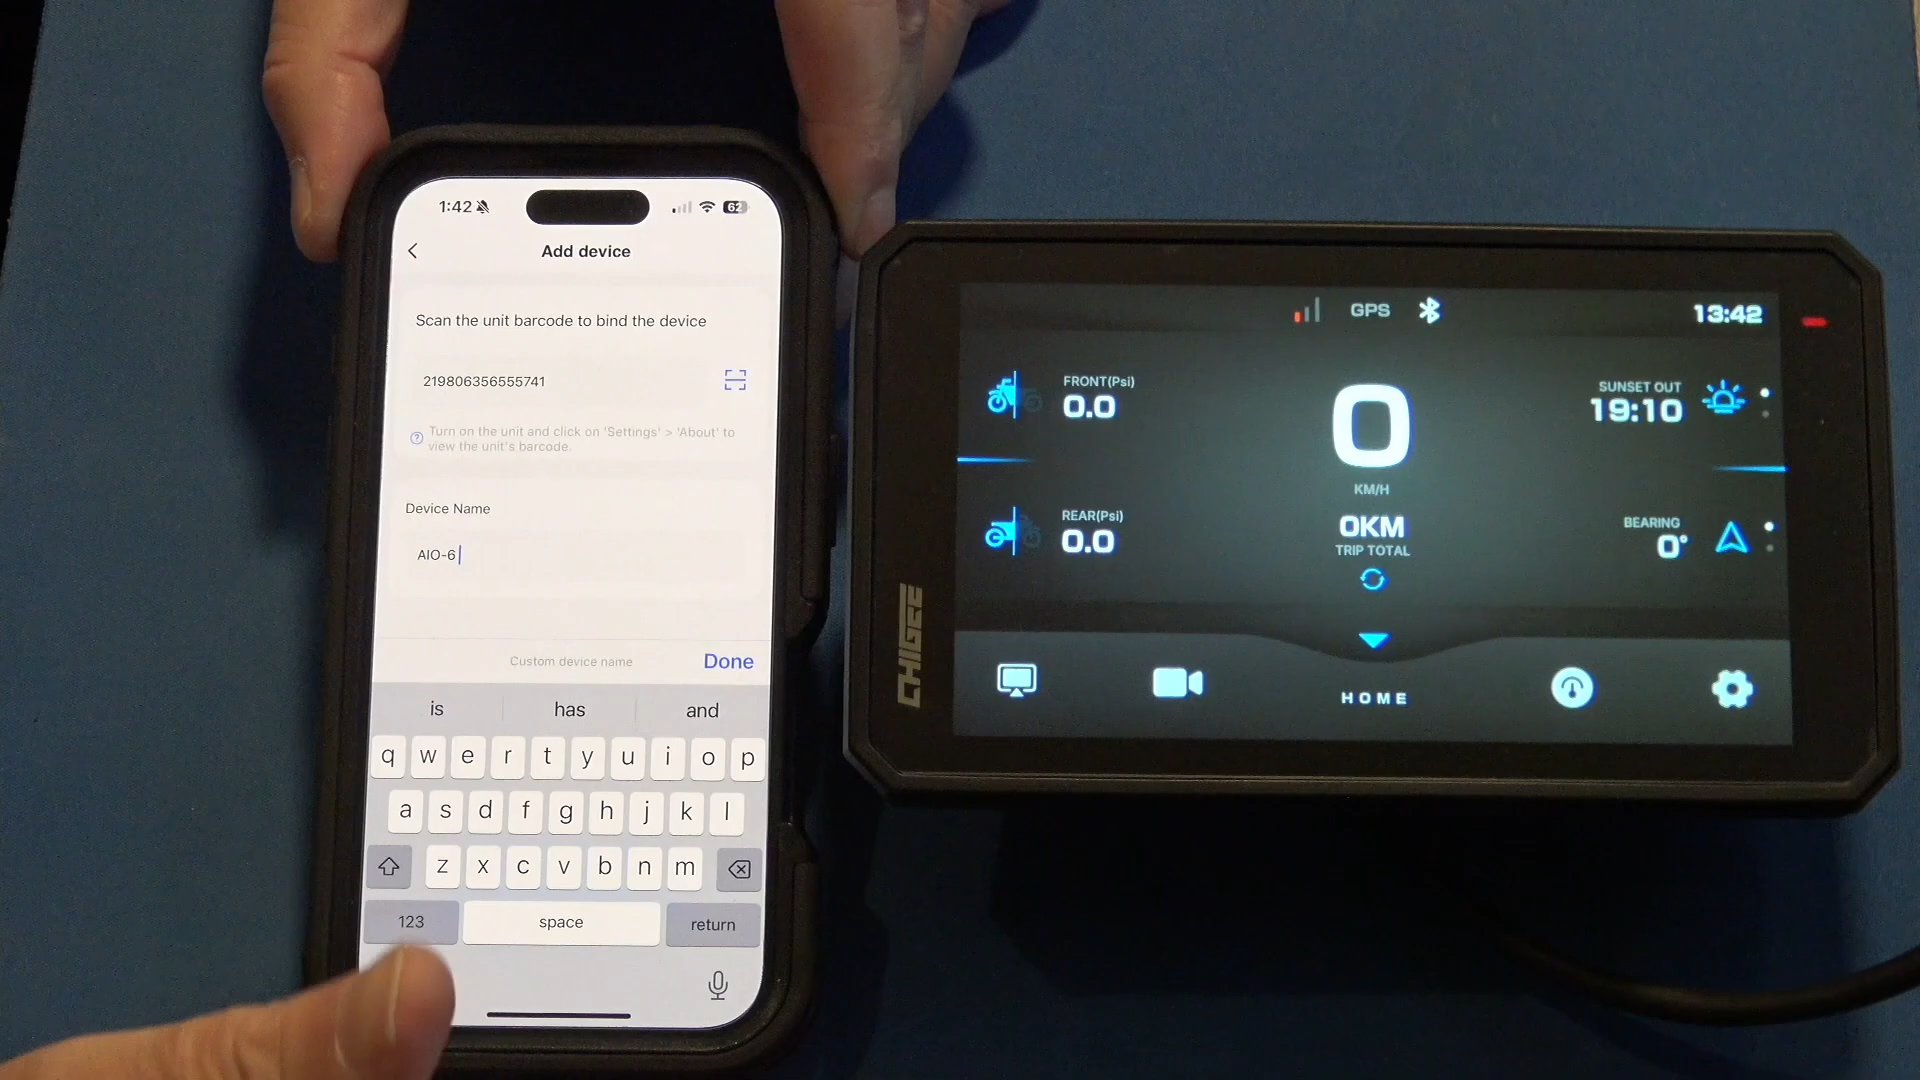 1:42
62
Add device
Scan the unit barcode to bind the device
219806356555741
Turn on the unit and click on 'Settings' > 'About' to
view the unit's barcode.
Device Name
AIO-6
Custom device name
Done
is has and
q w e r t y u i o p
a s d f g h j k l
z x c v b n m
123 space return
CHIGEE
GPS
13:42
FRONT(Psi)
0.0
REAR(Psi)
0.0
0
KM/H
0KM
TRIP TOTAL
SUNSET OUT
19:10
BEARING
0°
HOME